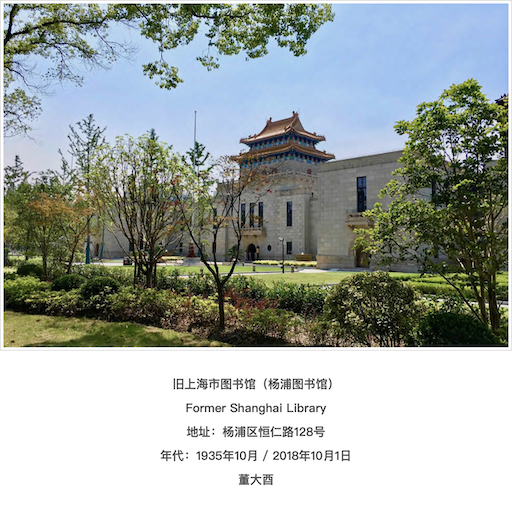 旧上海市图书馆（杨浦图书馆）
Former Shanghai Library
地址：杨浦区恒仁路128号
年代：1935年10月 / 2018年10月1日
董大酉